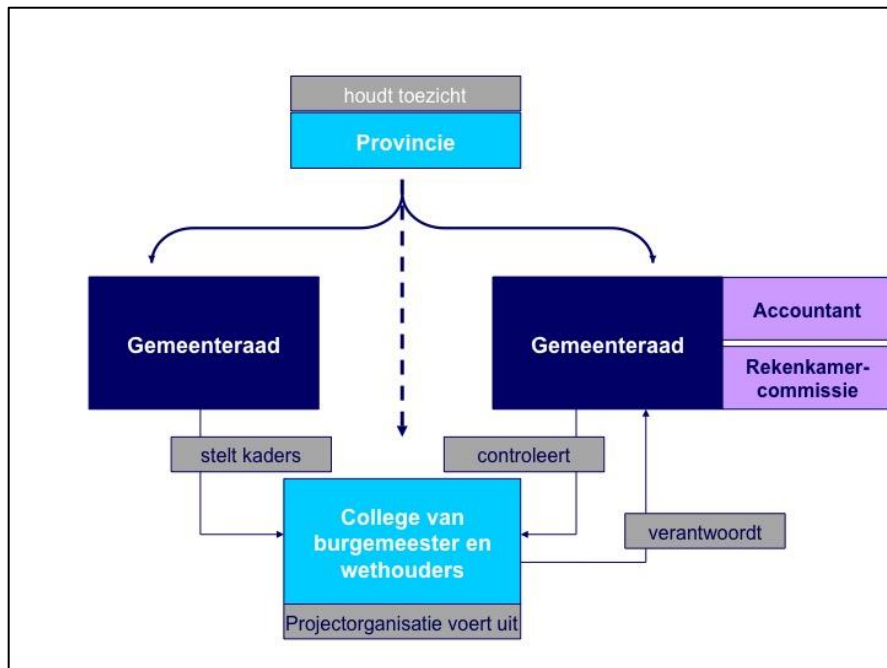 houdt toezicht
Provincie
Gemeenteraad
Gemeenteraad
Accountant
Rekenkamer-
commissie
stelt kaders
controleert
College van
burgemeester en
wethouders
verantwoordt
Projectorganisatie voert uit